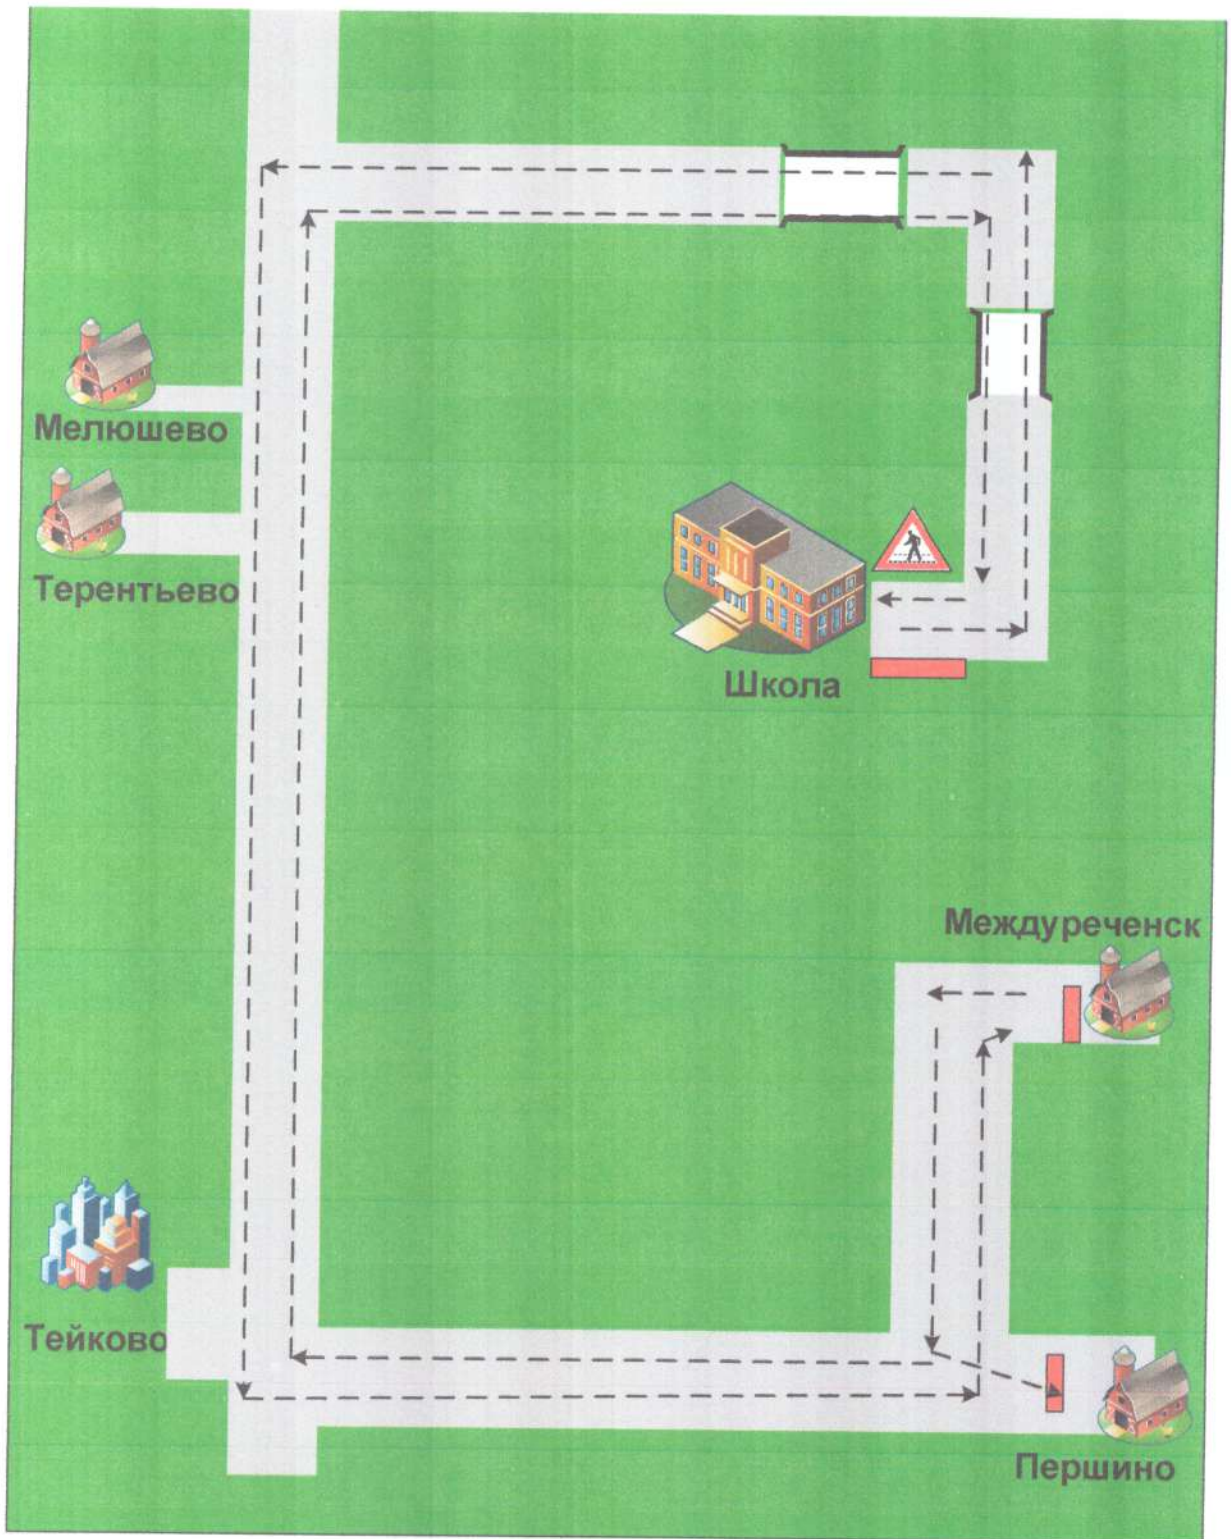 Мелюшево
Терентьево
Школа
Междуреченск
Тейково
Першино